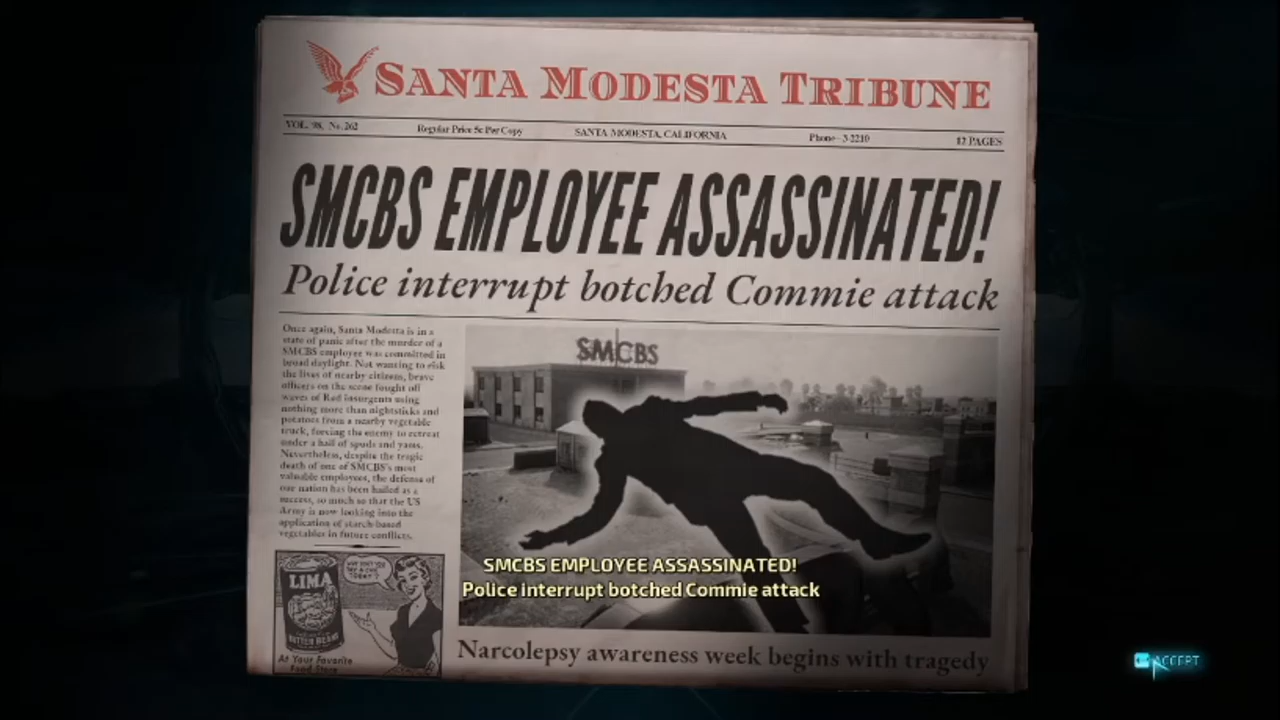 SANTA MODESTA TRIBUNE
VOL. 98, No. 262
Regular Price 5c Per Copy
SANTA MODESTA, CALIFORNIA
Phone—3-2210
12 PAGES
SMCBS EMPLOYEE ASSASSINATED!
Police interrupt botched Commie attack
Once again, Santa Modesta is in a
state of panic after the murder of a
SMCBS employee was committed in
broad daylight. Not wanting to risk
the lives of nearby citizens, brave
officers on the scene fought off
waves of Red insurgents using
nothing more than nightsticks and
potatoes from a nearby vegetable
truck, forcing the enemy to retreat
under a hail of spuds and yams.
Nevertheless, despite the tragic
death of one of SMCBS's most
valuable employees, the defense of
our nation has been hailed as a
success, so much so that the US
Army is now looking into the
application of starch-based
vegetables in future conflicts.
SMCBS
LIMA
BUTTER BEANS
WHY DON'T YOU
TRY A CAN
TODAY?
At Your Favorite
Food Store
SMCBS EMPLOYEE ASSASSINATED!
Police interrupt botched Commie attack
Narcolepsy awareness week begins with tragedy
ACCEPT